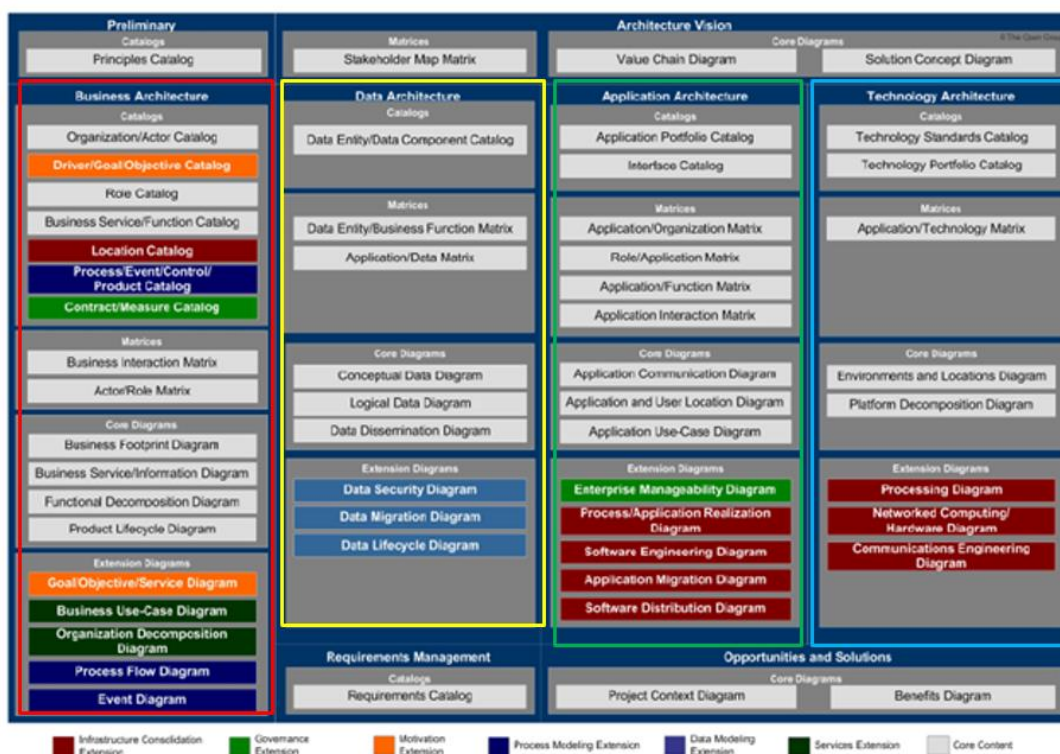 Preliminary
Catalogs
Principles Catalog
Matrices
Stakeholder Map Matrix
Architecture Vision
Core Diagrams
© The Open
Value Chain Diagram
Solution Concept Diagram
Business Architecture
Catalogs
Organization/Actor Catalog
Driver/Goal/Objective Catalog
Role Catalog
Business Service/Function Catalog
Location Catalog
Process/Event/Control/
Product Catalog
Contract/Measure Catalog
Matrices
Business Interaction Matrix
Actor/Role Matrix
Core Diagrams
Business Footprint Diagram
Business Service/Information Diagram
Functional Decomposition Diagram
Product Lifecycle Diagram
Extension Diagrams
Goal/Objective/Service Diagram
Business Use-Case Diagram
Organization Decomposition
Diagram
Process Flow Diagram
Event Diagram
Data Architecture
Catalogs
Data Entity/Data Component Catalog
Matrices
Data Entity/Business Function Matrix
Application/Data Matrix
Core Diagrams
Conceptual Data Diagram
Logical Data Diagram
Data Dissemination Diagram
Extension Diagrams
Data Security Diagram
Data Migration Diagram
Data Lifecycle Diagram
Application Architecture
Catalogs
Application Portfolio Catalog
Interface Catalog
Matrices
Application/Organization Matrix
Role/Application Matrix
Application/Function Matrix
Application Interaction Matrix
Core Diagrams
Application Communication Diagram
Application and User Location Diagram
Application Use-Case Diagram
Extension Diagrams
Enterprise Manageability Diagram
Process/Application Realization
Diagram
Software Engineering Diagram
Application Migration Diagram
Software Distribution Diagram
Technology Architecture
Catalogs
Technology Standards Catalog
Technology Portfolio Catalog
Matrices
Application/Technology Matrix
Core Diagrams
Environments and Locations Diagram
Platform Decomposition Diagram
Extension Diagrams
Processing Diagram
Networked Computing/
Hardware Diagram
Communications Engineering
Diagram
Requirements Management
Catalogs
Requirements Catalog
Opportunities and Solutions
Core Diagrams
Project Context Diagram
Benefits Diagram
Infrastructure Consolidation
Extension
Governance
Extension
Motivation
Extension
Process Modeling Extension
Data Modeling
Extension
Services Extension
Core Content